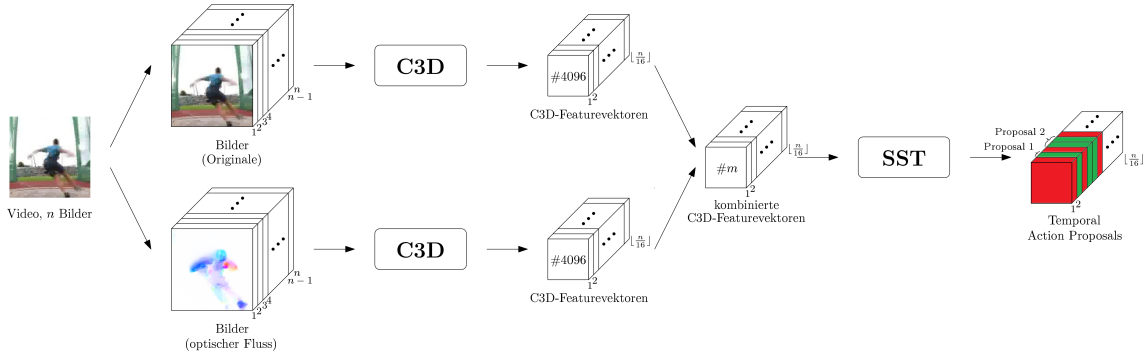 Video, n Bilder
1 2 3 4
n − 1
n
Bilder
(Originale)
C3D
#4096
1 2
⌊n/16⌋
C3D-Featurevektoren
1 2 3 4
n − 1
n
Bilder
(optischer Fluss)
C3D
#4096
1 2
⌊n/16⌋
C3D-Featurevektoren
#m
1 2
⌊n/16⌋
kombinierte
C3D-Featurevektoren
SST
Proposal 2
Proposal 1
1 2
⌊n/16⌋
Temporal
Action Proposals